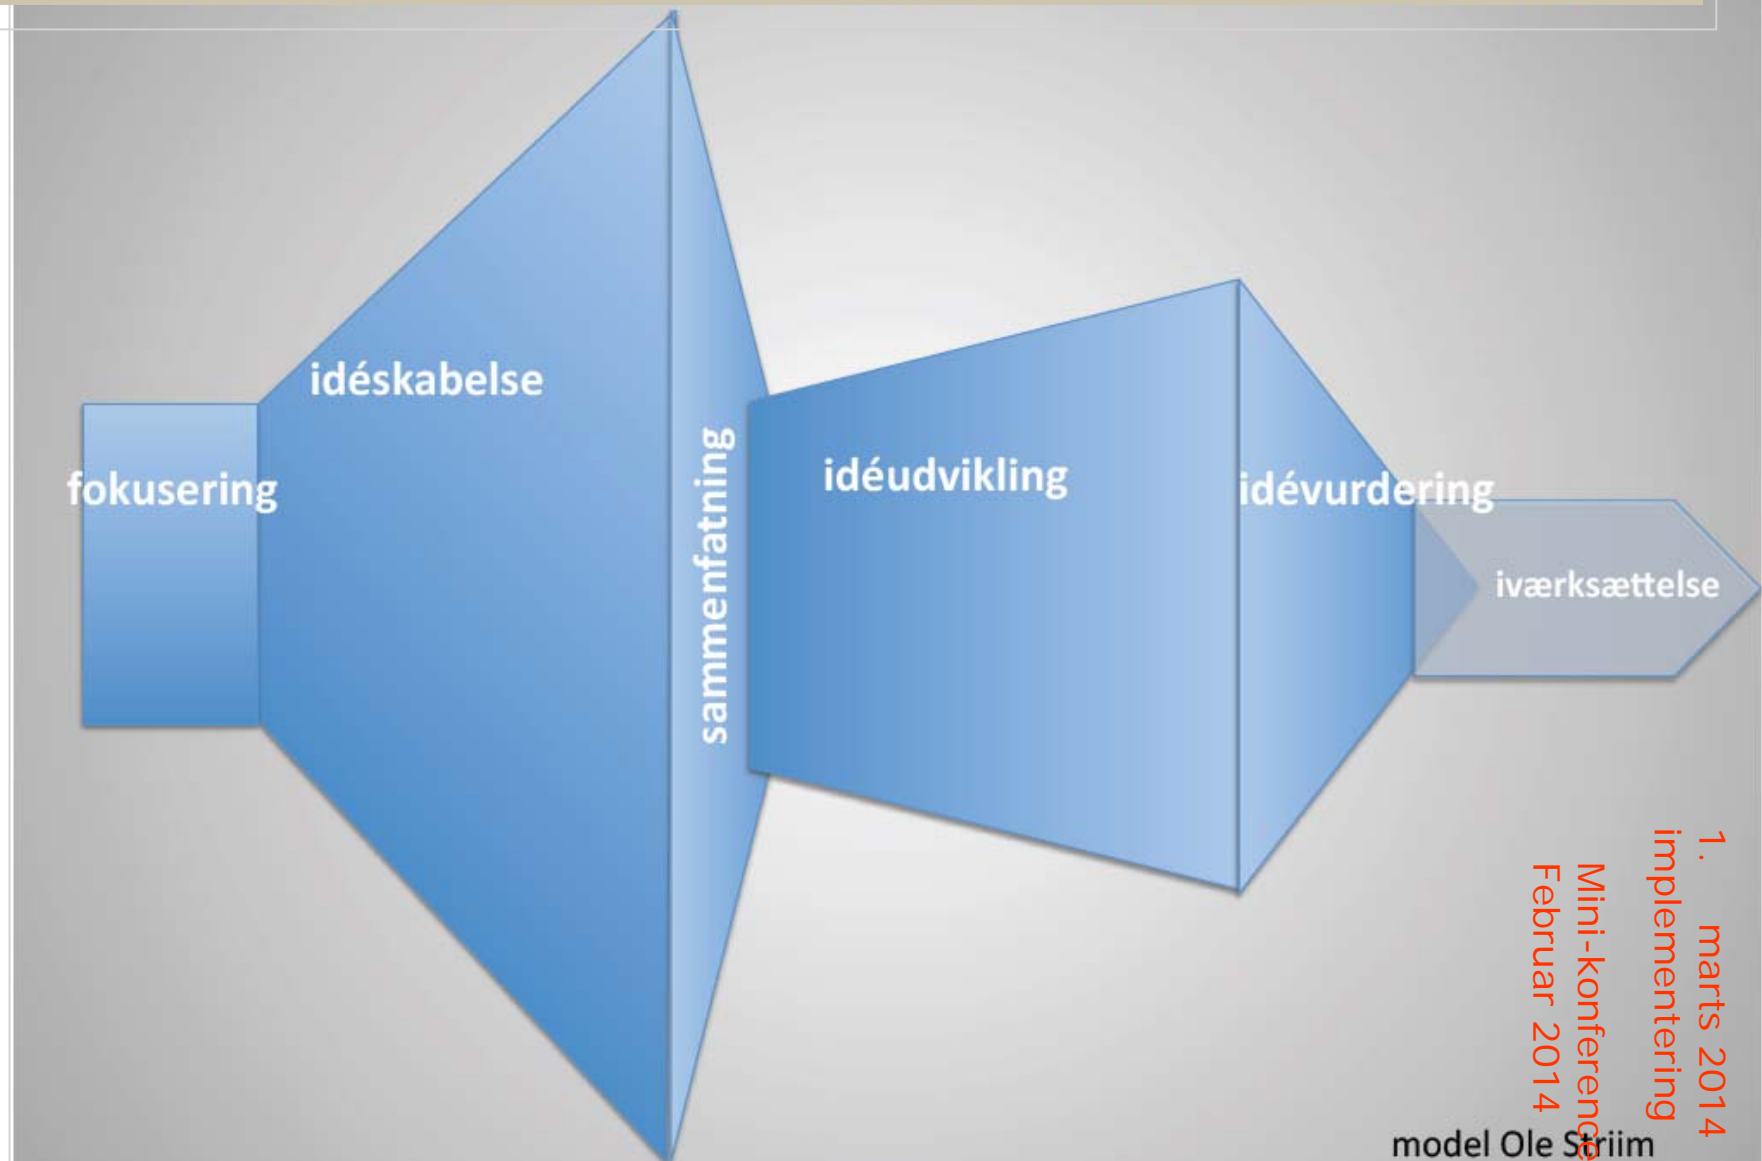 idéskabelse
fokusering
sammenfatning
idéudvikling
idévurdering
iværksættelse
1. marts 2014
implementering
Mini-konference
Februar 2014
model Ole Striim